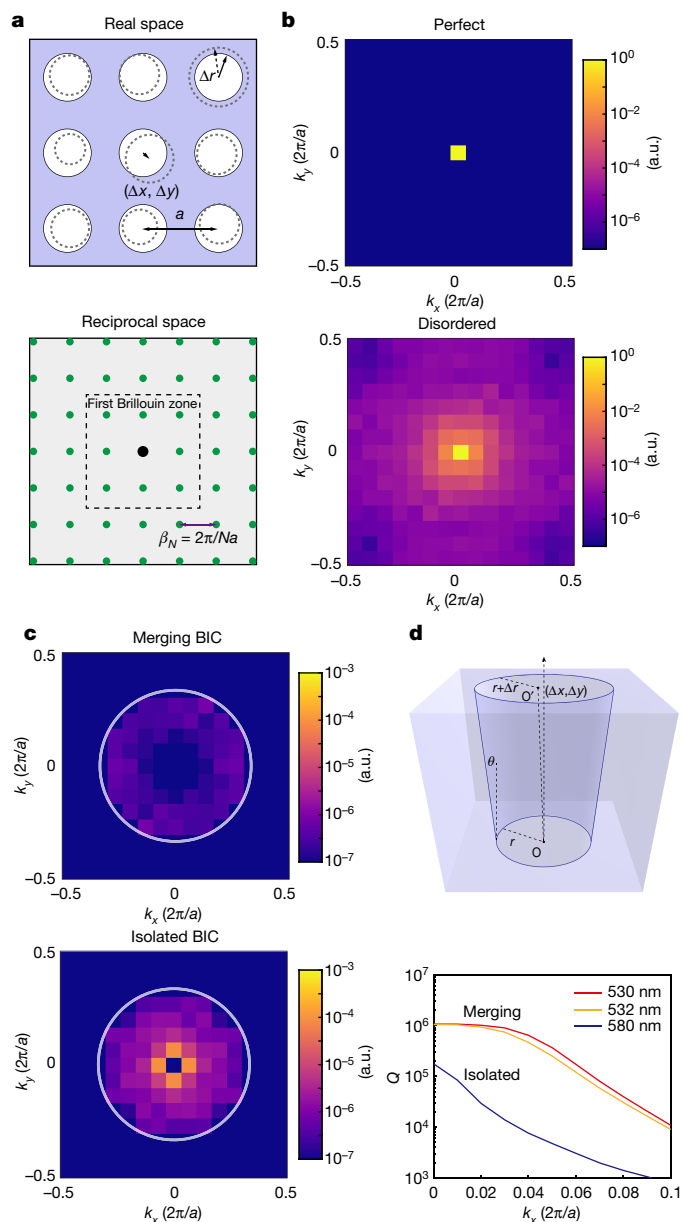 a
Real space
Δr
(Δx, Δy)
a
Reciprocal space
First Brillouin zone
β_N = 2π/Na
b
Perfect
0.5
0
−0.5
k_y (2π/a)
−0.5 0 0.5
k_x (2π/a)
10^0
10^−2
10^−4
10^−6
(a.u.)
Disordered
0.5
0
−0.5
k_y (2π/a)
−0.5 0 0.5
k_x (2π/a)
10^0
10^−2
10^−4
10^−6
(a.u.)
c
Merging BIC
0.5
0
−0.5
k_y (2π/a)
−0.5 0 0.5
k_x (2π/a)
10^−3
10^−4
10^−5
10^−6
10^−7
(a.u.)
Isolated BIC
0.5
0
−0.5
k_y (2π/a)
−0.5 0 0.5
k_x (2π/a)
10^−3
10^−4
10^−5
10^−6
10^−7
(a.u.)
d
r+Δr
O′
(Δx,Δy)
θ
r
O
10^7
10^6
10^5
10^4
10^3
Q
Merging
Isolated
530 nm
532 nm
580 nm
0 0.02 0.04 0.06 0.08 0.1
k_x (2π/a)